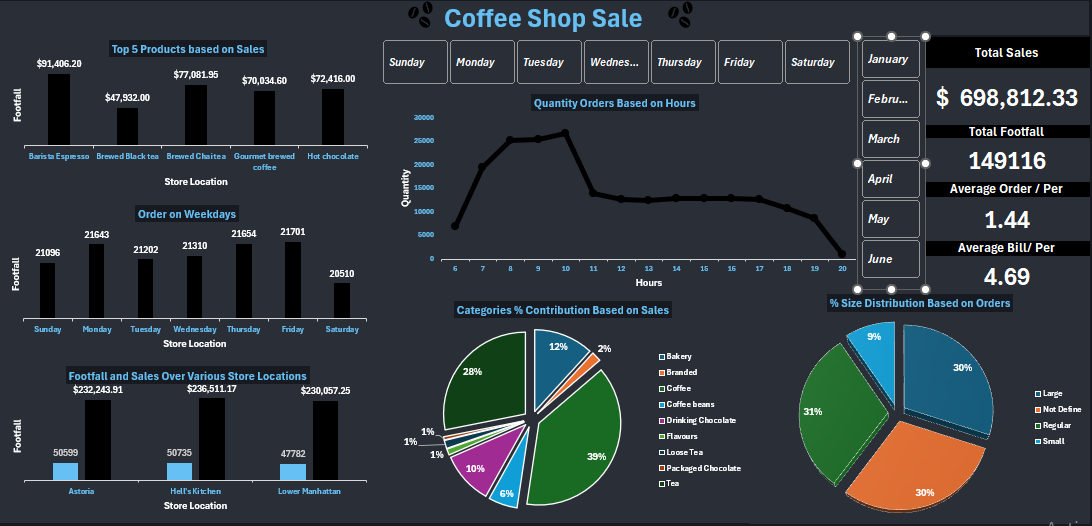 Coffee Shop Sale
Top 5 Products based on Sales
$91,406.20
$47,932.00
$77,081.95
$70,034.60
$72,416.00
Footfall
Barista Espresso
Brewed Black tea
Brewed Chai tea
Gourmet brewed
coffee
Hot chocolate
Store Location
Order on Weekdays
21096
21643
21202
21310
21654
21701
20510
Footfall
Sunday
Monday
Tuesday
Wednesday
Thursday
Friday
Saturday
Store Location
Footfall and Sales Over Various Store Locations
$232,243.91
$236,511.17
$230,057.25
50599
50735
47782
Footfall
Astoria
Hell's Kitchen
Lower Manhattan
Store Location
Sunday
Monday
Tuesday
Wednes...
Thursday
Friday
Saturday
Quantity Orders Based on Hours
30000
25000
20000
15000
10000
5000
0
Quantity
6 7 8 9 10 11 12 13 14 15 16 17 18 19 20
Hours
January
Febru...
March
April
May
June
Total Sales
$ 698,812.33
Total Footfall
149116
Average Order / Per
1.44
Average Bill/ Per
4.69
Categories % Contribution Based on Sales
12%
2%
39%
6%
10%
1%
1%
1%
28%
Bakery
Branded
Coffee
Coffee beans
Drinking Chocolate
Flavours
Loose Tea
Packaged Chocolate
Tea
% Size Distribution Based on Orders
30%
30%
31%
9%
Large
Not Define
Regular
Small